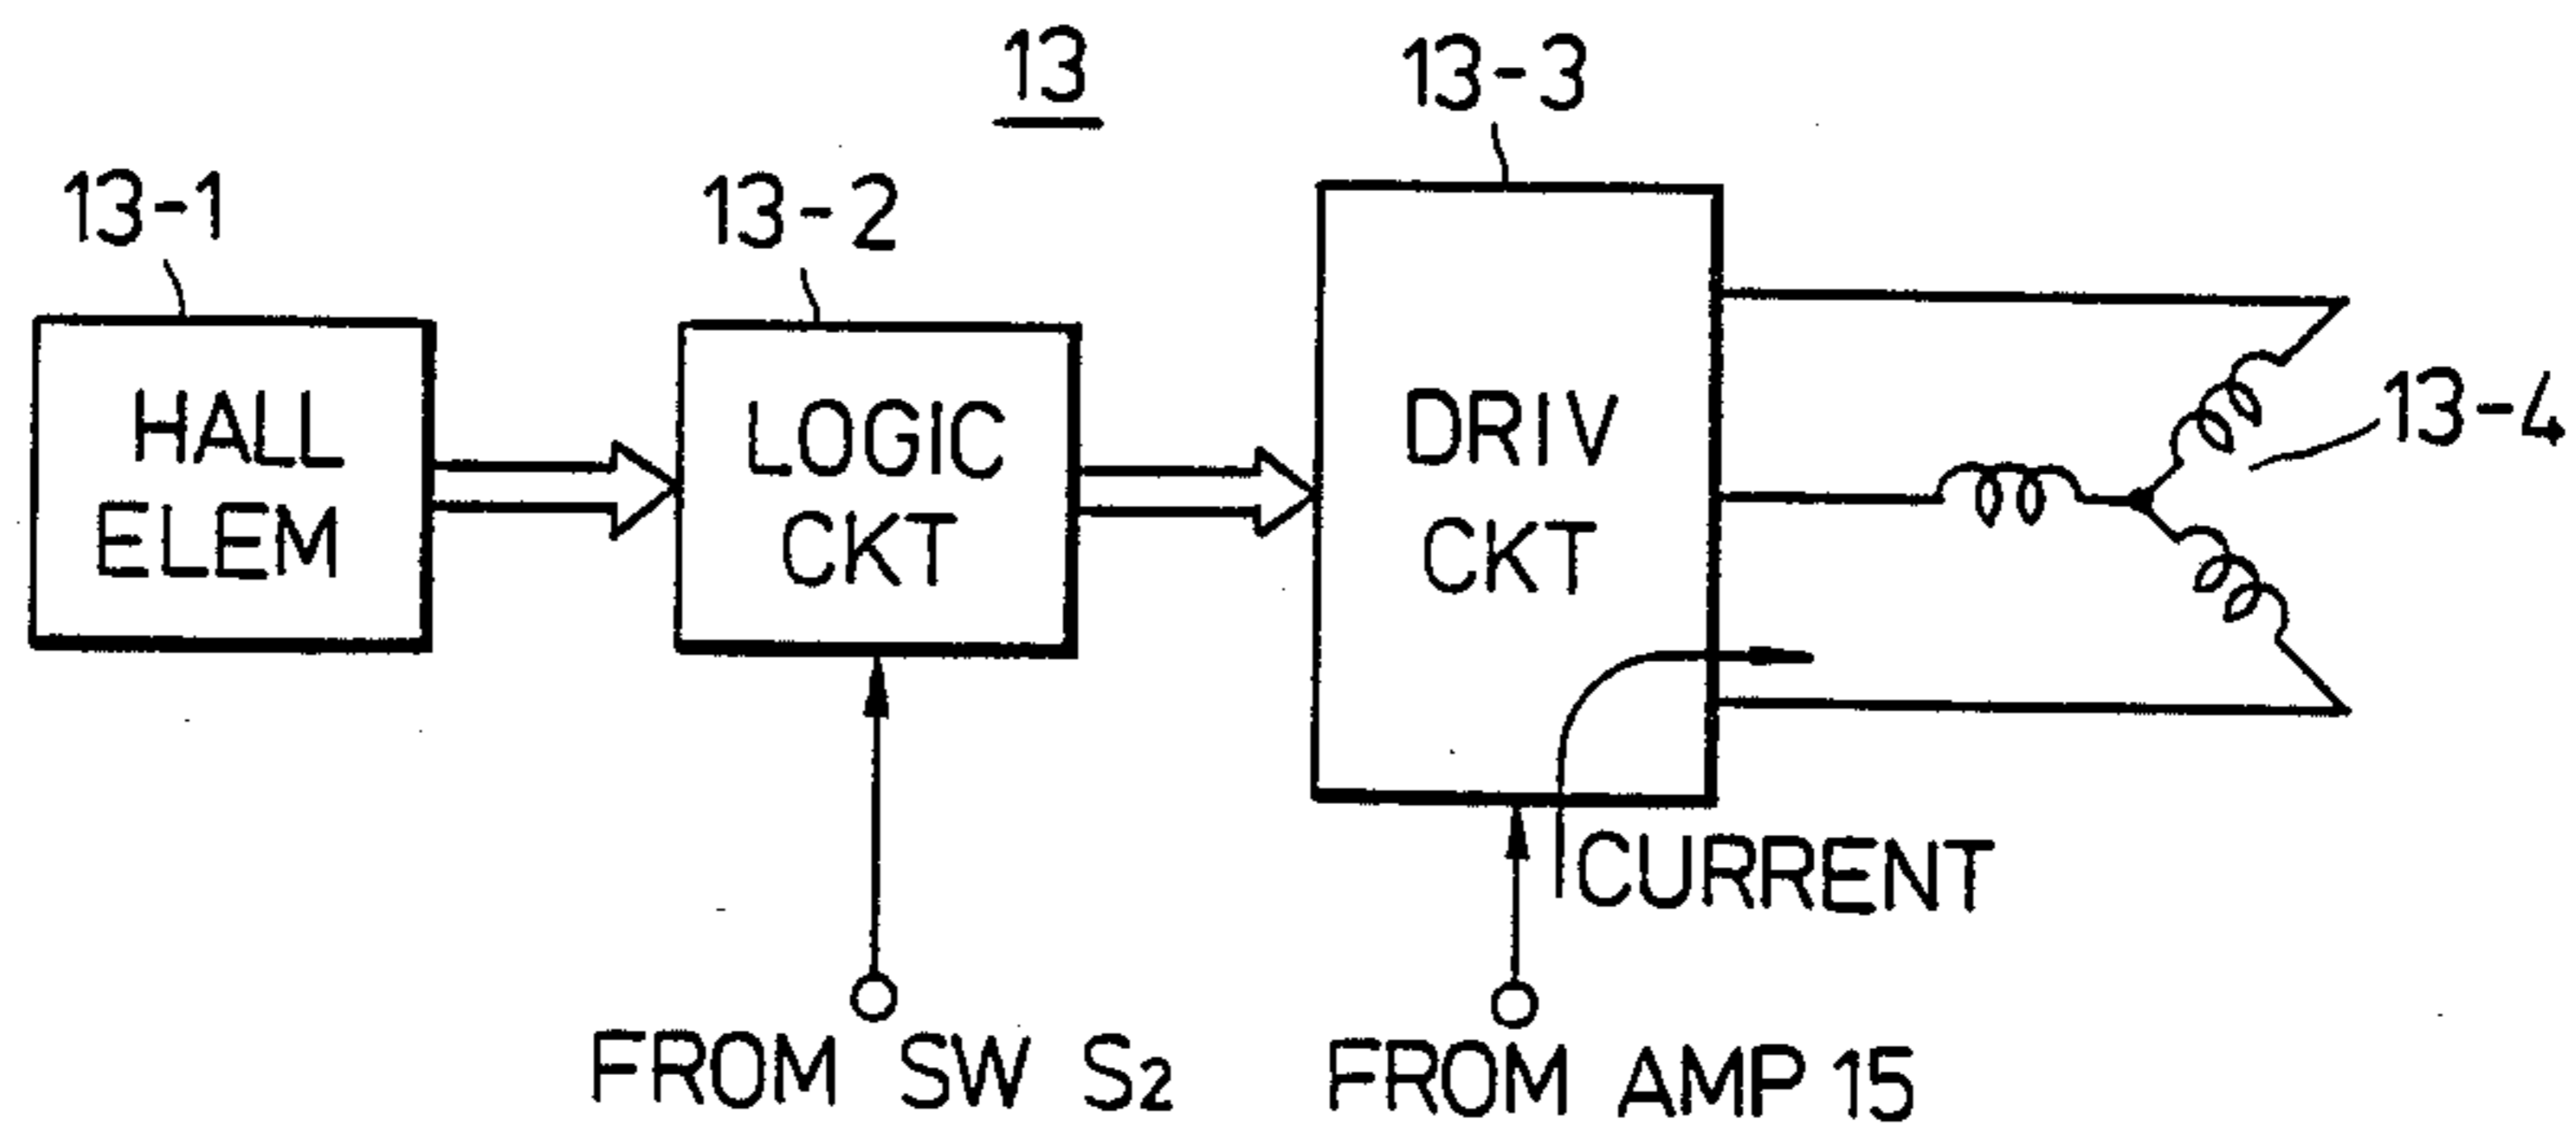 13
13-1
13-2
13-3
HALL
ELEM
LOGIC
CKT
DRIV
CKT
13-4
CURRENT
FROM SW S2
FROM AMP 15